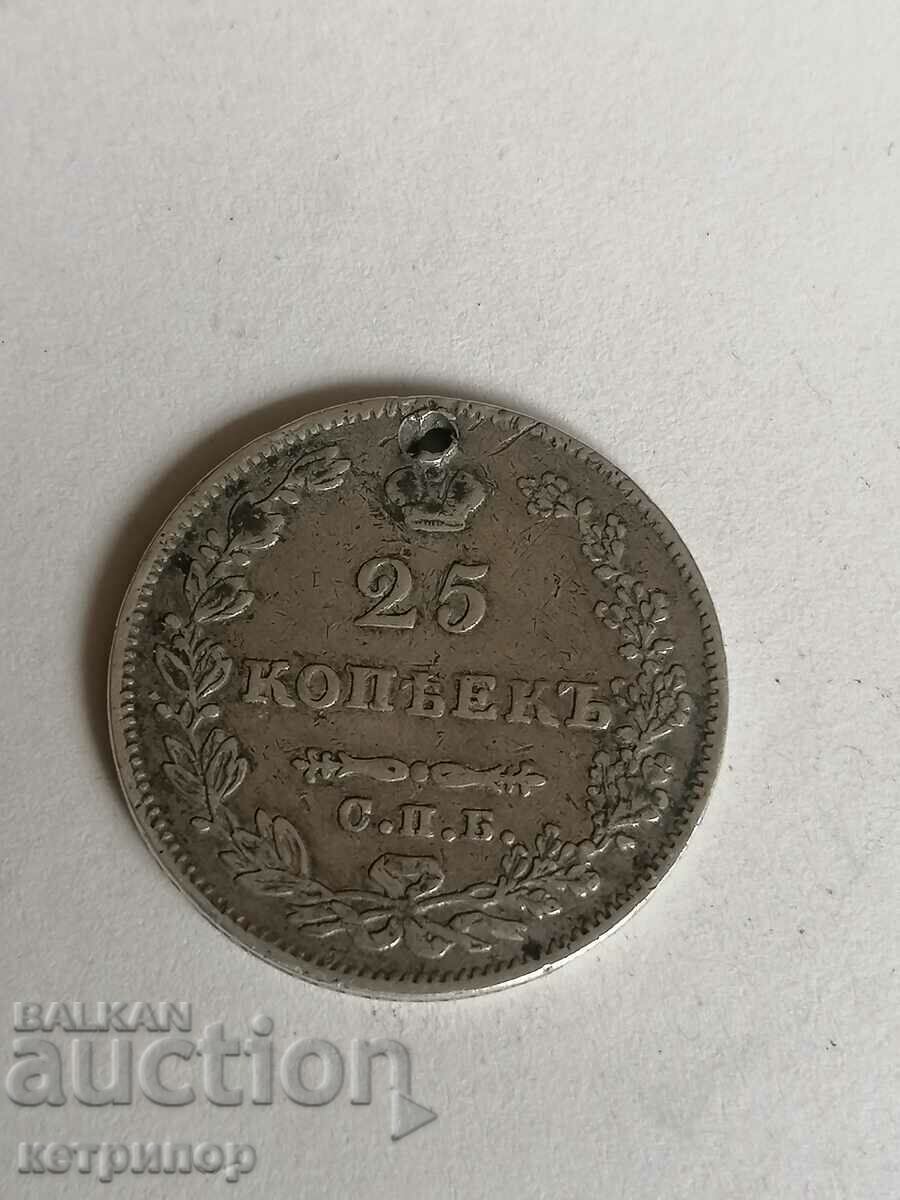 25
КОПѢЕКЪ
С.П.Б.
BALKAN
auction
кетрипор